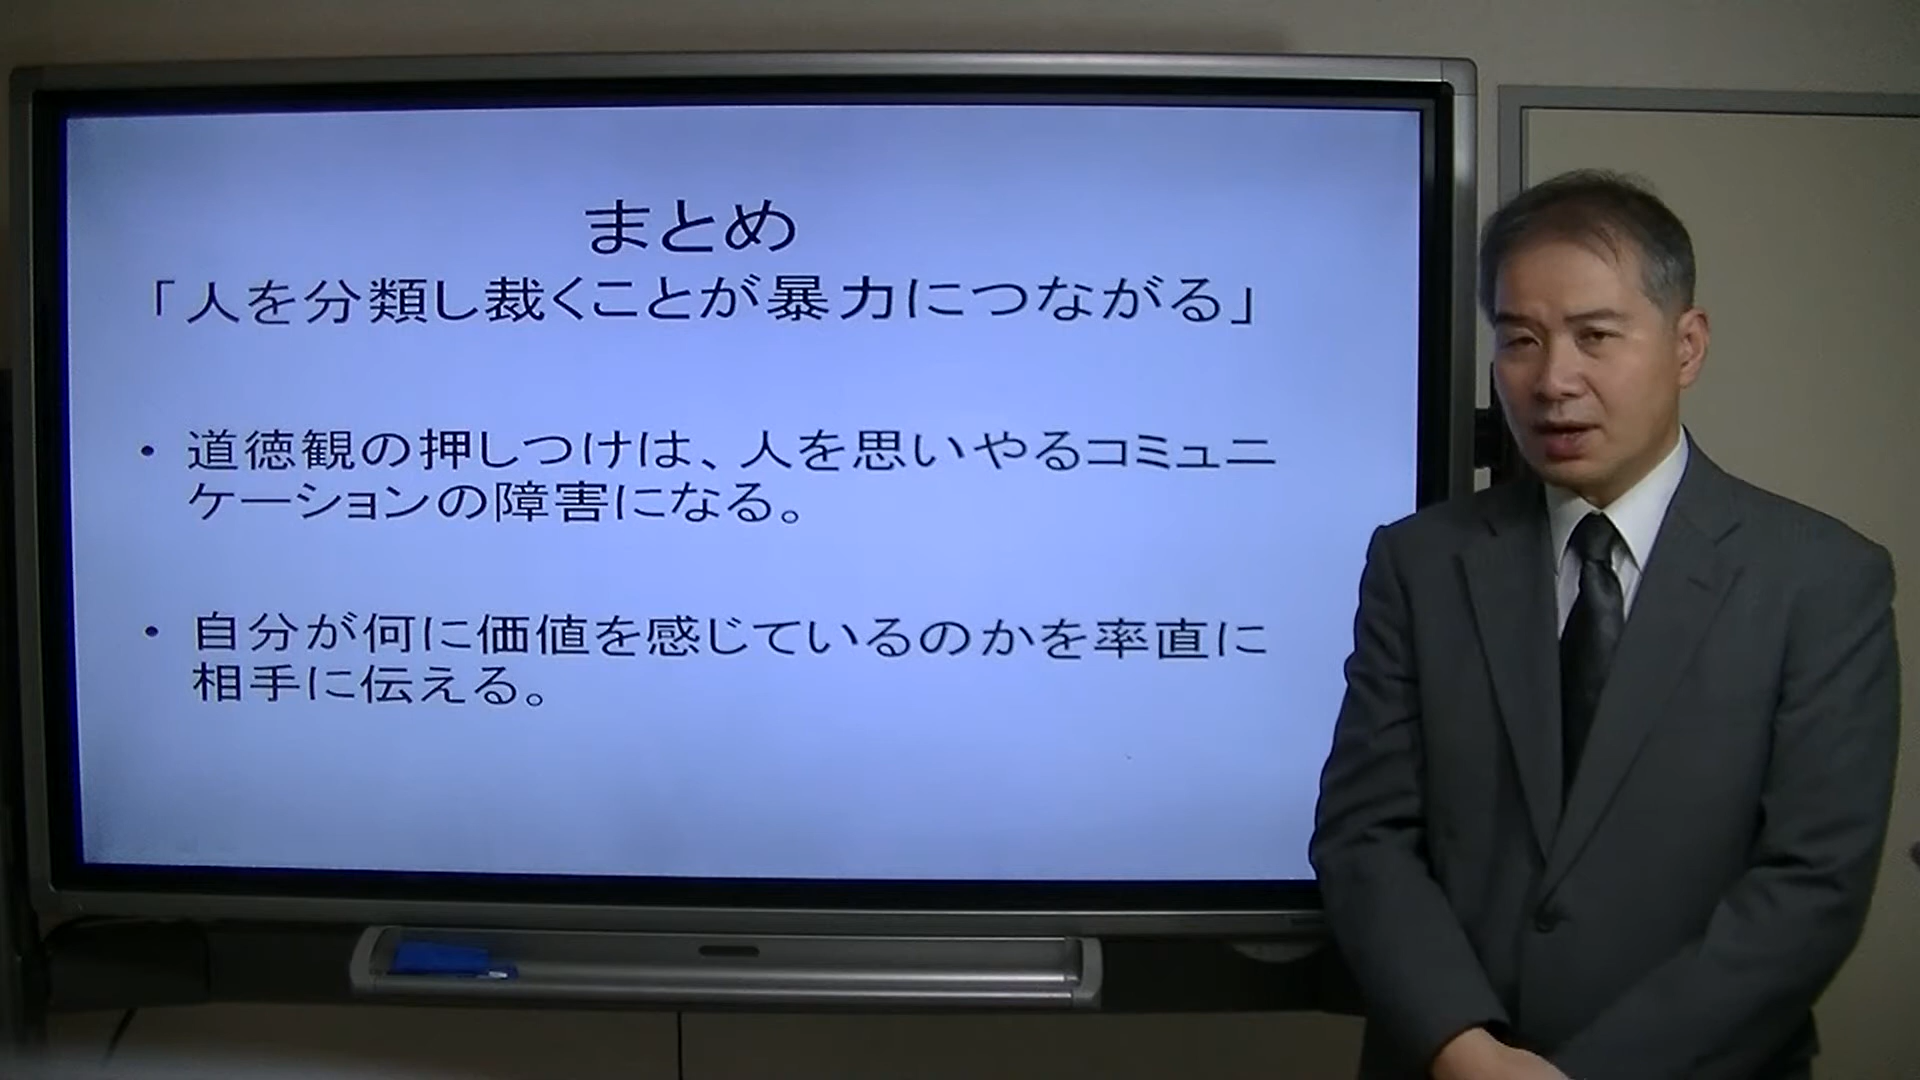 まとめ
「人を分類し裁くことが暴力につながる」
・ 道徳観の押しつけは、人を思いやるコミュニ
ケーションの障害になる。
・ 自分が何に価値を感じているのかを率直に
相手に伝える。